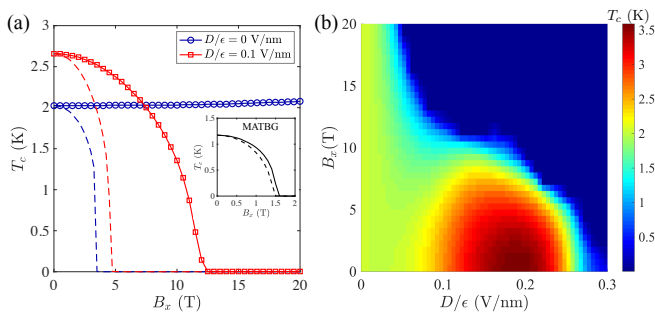 (a)
3
2.5
2
1.5
1
0.5
0
T_c (K)
0 5 10 15 20
B_x (T)
D/ϵ = 0 V/nm
D/ϵ = 0.1 V/nm
MATBG
1.5
1
0.5
0
T_c (K)
0 0.5 1 1.5 2
B_x (T)
(b)
20
15
10
5
0
B_x(T)
0 0.1 0.2 0.3
D/ϵ (V/nm)
T_c (K)
3.5
3
2.5
2
1.5
1
0.5
0